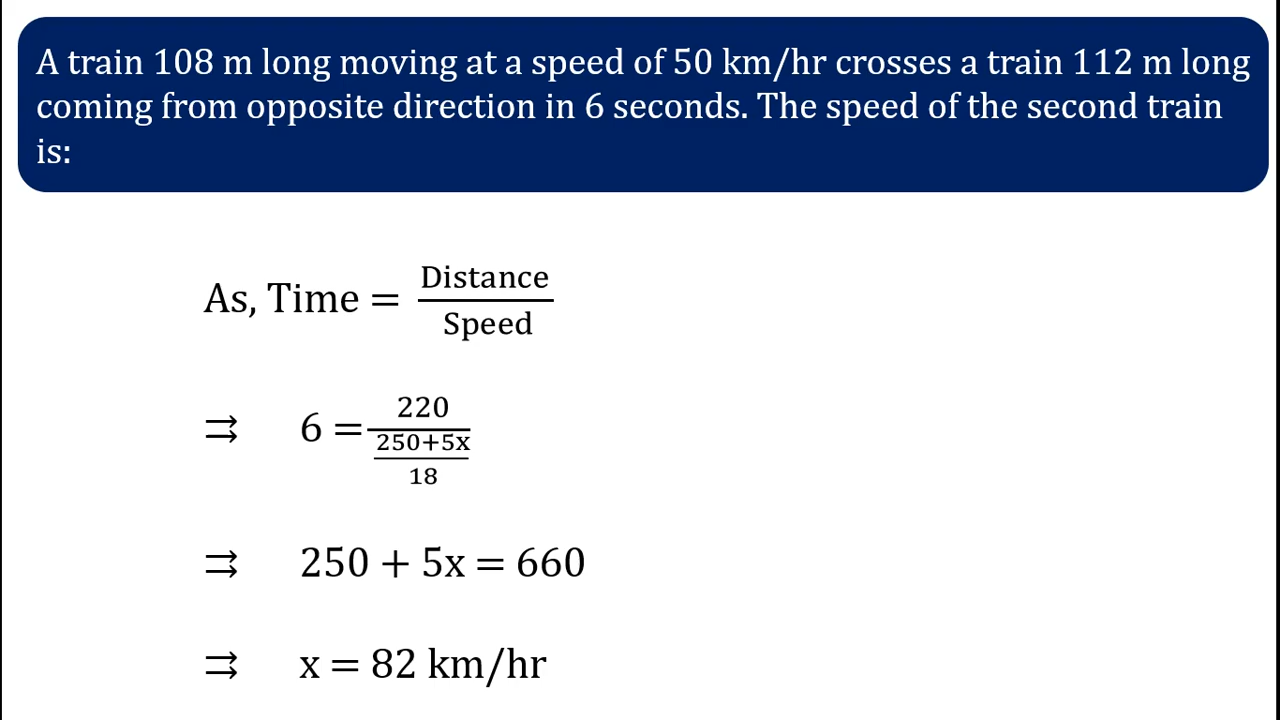 A train 108 m long moving at a speed of 50 km/hr crosses a train 112 m long
coming from opposite direction in 6 seconds. The speed of the second train
is:
As, Time = Distance
Speed
⇉ 6 = 220
250+5x
18
⇉ 250 + 5x = 660
⇉ x = 82 km/hr